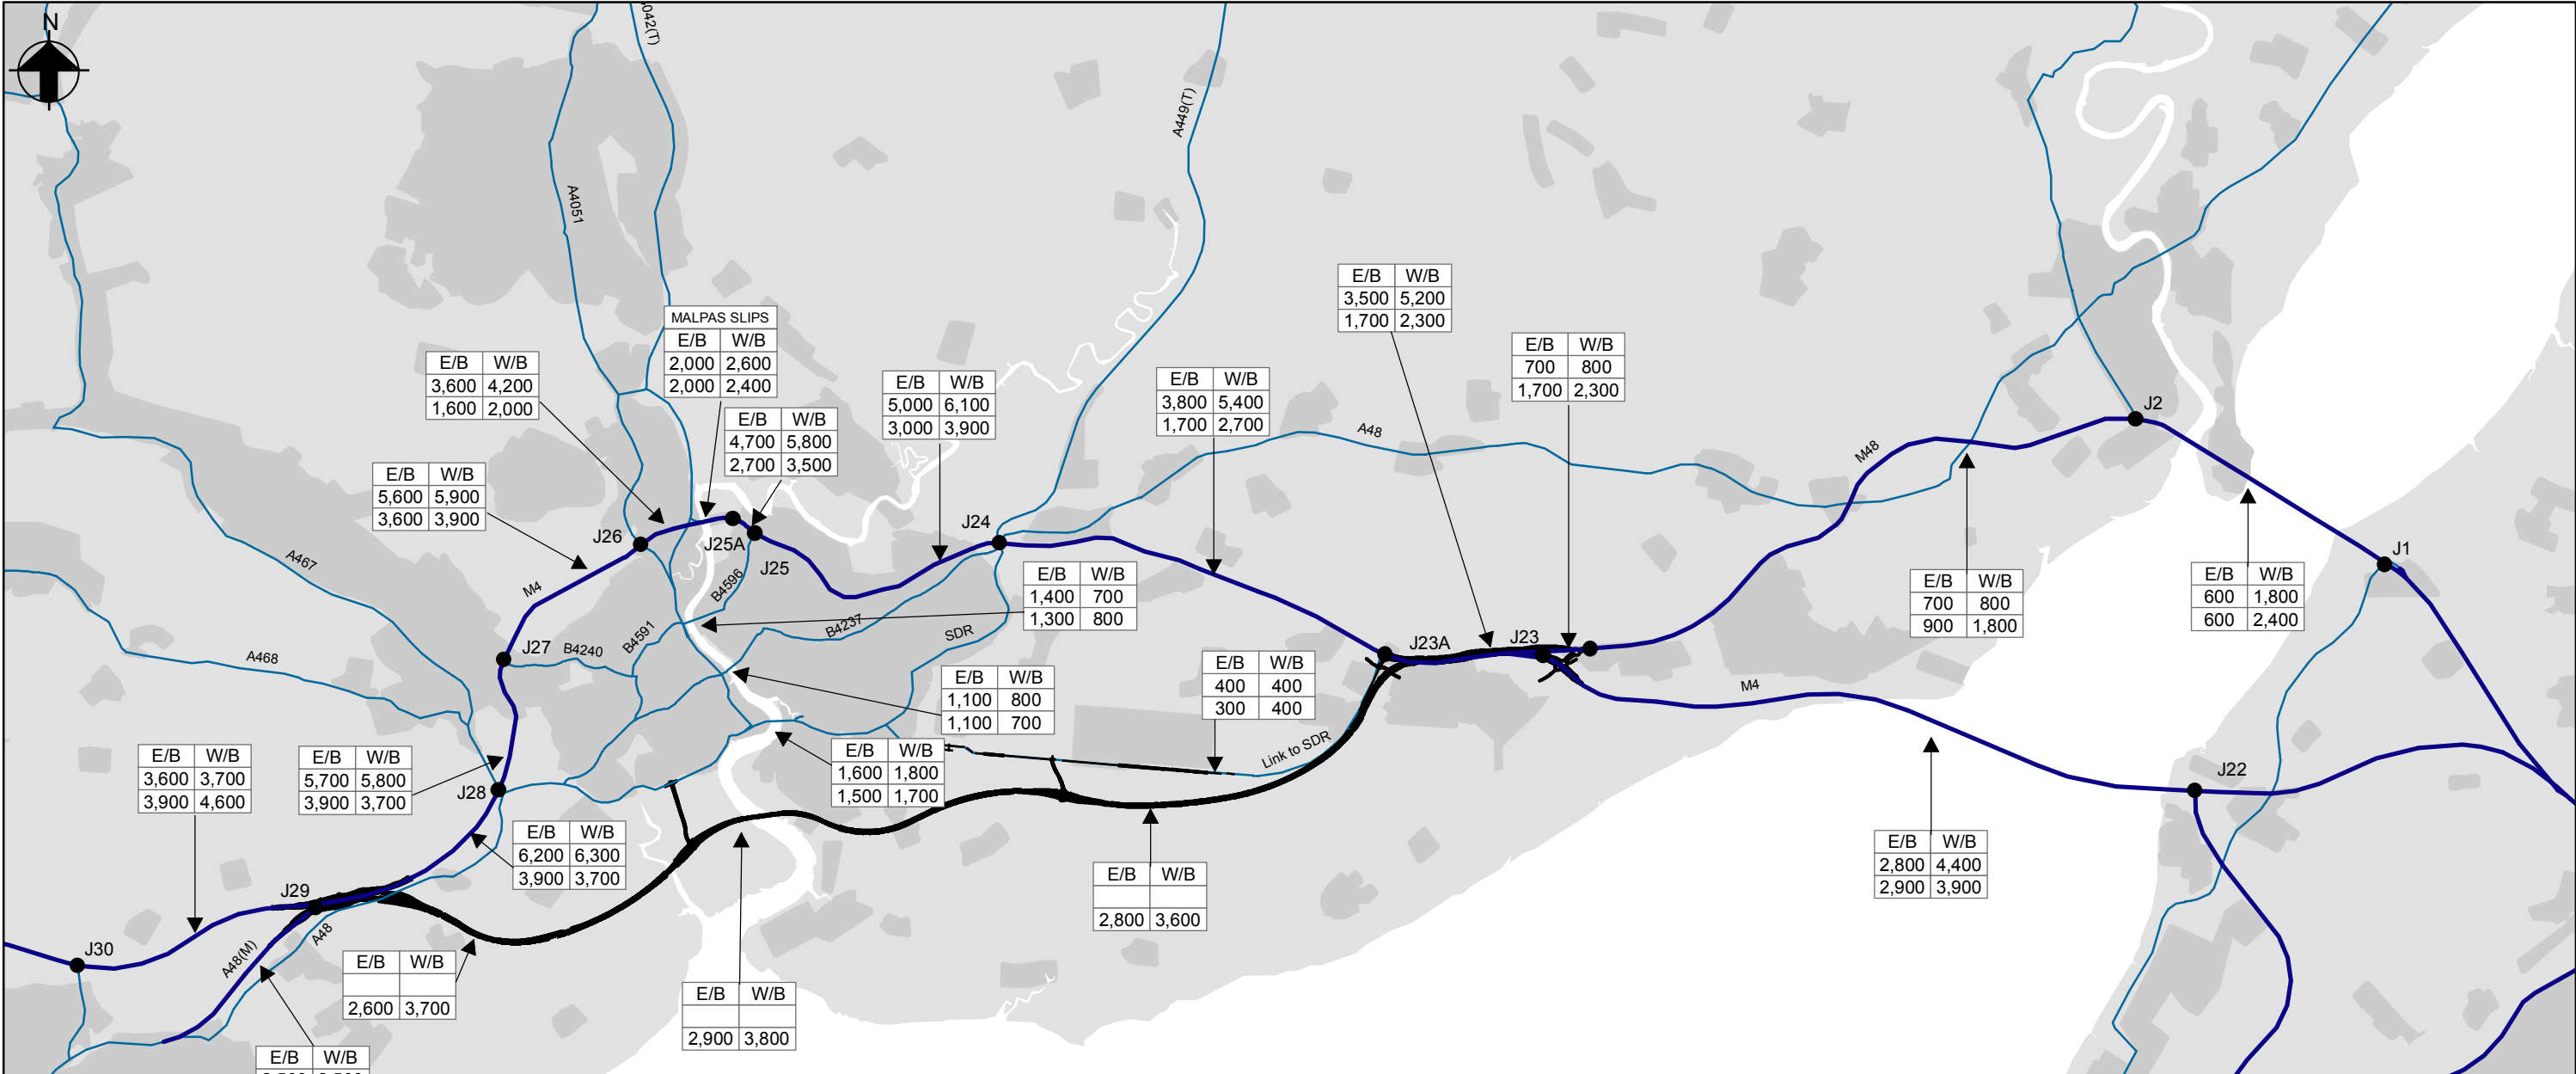 N
042(T)
A449(T)
A4051
E/B W/B
3,500 5,200
1,700 2,300
MALPAS SLIPS
E/B W/B
2,000 2,600
2,000 2,400
E/B W/B
700 800
1,700 2,300
E/B W/B
3,600 4,200
1,600 2,000
E/B W/B
5,000 6,100
3,000 3,900
E/B W/B
3,800 5,400
1,700 2,700
E/B W/B
4,700 5,800
2,700 3,500
J2
A48
M48
E/B W/B
5,600 5,900
3,600 3,900
J26
J25A
J25
J24
J1
A467
M4
B4596
E/B W/B
1,400 700
1,300 800
E/B W/B
700 800
900 1,800
E/B W/B
600 1,800
600 2,400
J27
B4240
B4591
B4237
SDR
J23A
J23
A468
E/B W/B
1,100 800
1,100 700
E/B W/B
400 400
300 400
M4
Link to SDR
E/B W/B
3,600 3,700
3,900 4,600
E/B W/B
5,700 5,800
3,900 3,700
J28
E/B W/B
1,600 1,800
1,500 1,700
J22
E/B W/B
6,200 6,300
3,900 3,700
E/B W/B
2,800 4,400
2,900 3,900
J29
E/B W/B
2,800 3,600
J30
A48(M)
A48
E/B W/B
2,600 3,700
E/B W/B
2,900 3,800
E/B W/B